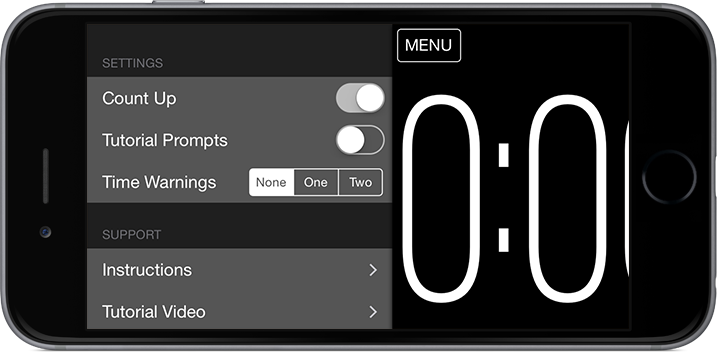 SETTINGS
Count Up
Tutorial Prompts
Time Warnings None One Two
SUPPORT
Instructions
Tutorial Video
MENU
0:0